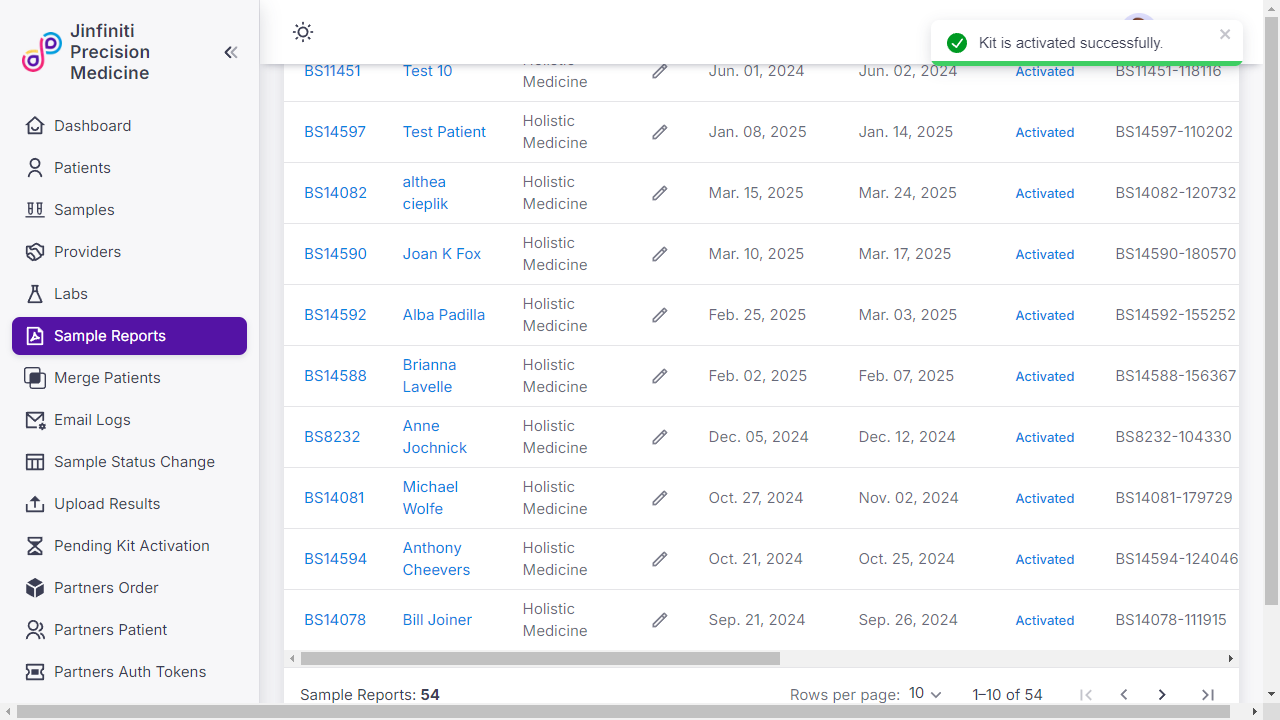 Jinfiniti
Precision
Medicine
Dashboard
Patients
Samples
Providers
Labs
Sample Reports
Merge Patients
Email Logs
Sample Status Change
Upload Results
Pending Kit Activation
Partners Order
Partners Patient
Partners Auth Tokens
Kit is activated successfully.
BS11451 Test 10 Holistic Medicine Jun. 01, 2024 Jun. 02, 2024 Activated BS11451-118116
BS14597 Test Patient Holistic Medicine Jan. 08, 2025 Jan. 14, 2025 Activated BS14597-110202
BS14082 althea cieplik Holistic Medicine Mar. 15, 2025 Mar. 24, 2025 Activated BS14082-120732
BS14590 Joan K Fox Holistic Medicine Mar. 10, 2025 Mar. 17, 2025 Activated BS14590-180570
BS14592 Alba Padilla Holistic Medicine Feb. 25, 2025 Mar. 03, 2025 Activated BS14592-155252
BS14588 Brianna Lavelle Holistic Medicine Feb. 02, 2025 Feb. 07, 2025 Activated BS14588-156367
BS8232 Anne Jochnick Holistic Medicine Dec. 05, 2024 Dec. 12, 2024 Activated BS8232-104330
BS14081 Michael Wolfe Holistic Medicine Oct. 27, 2024 Nov. 02, 2024 Activated BS14081-179729
BS14594 Anthony Cheevers Holistic Medicine Oct. 21, 2024 Oct. 25, 2024 Activated BS14594-124046
BS14078 Bill Joiner Holistic Medicine Sep. 21, 2024 Sep. 26, 2024 Activated BS14078-111915
Sample Reports: 54 Rows per page: 10 1–10 of 54